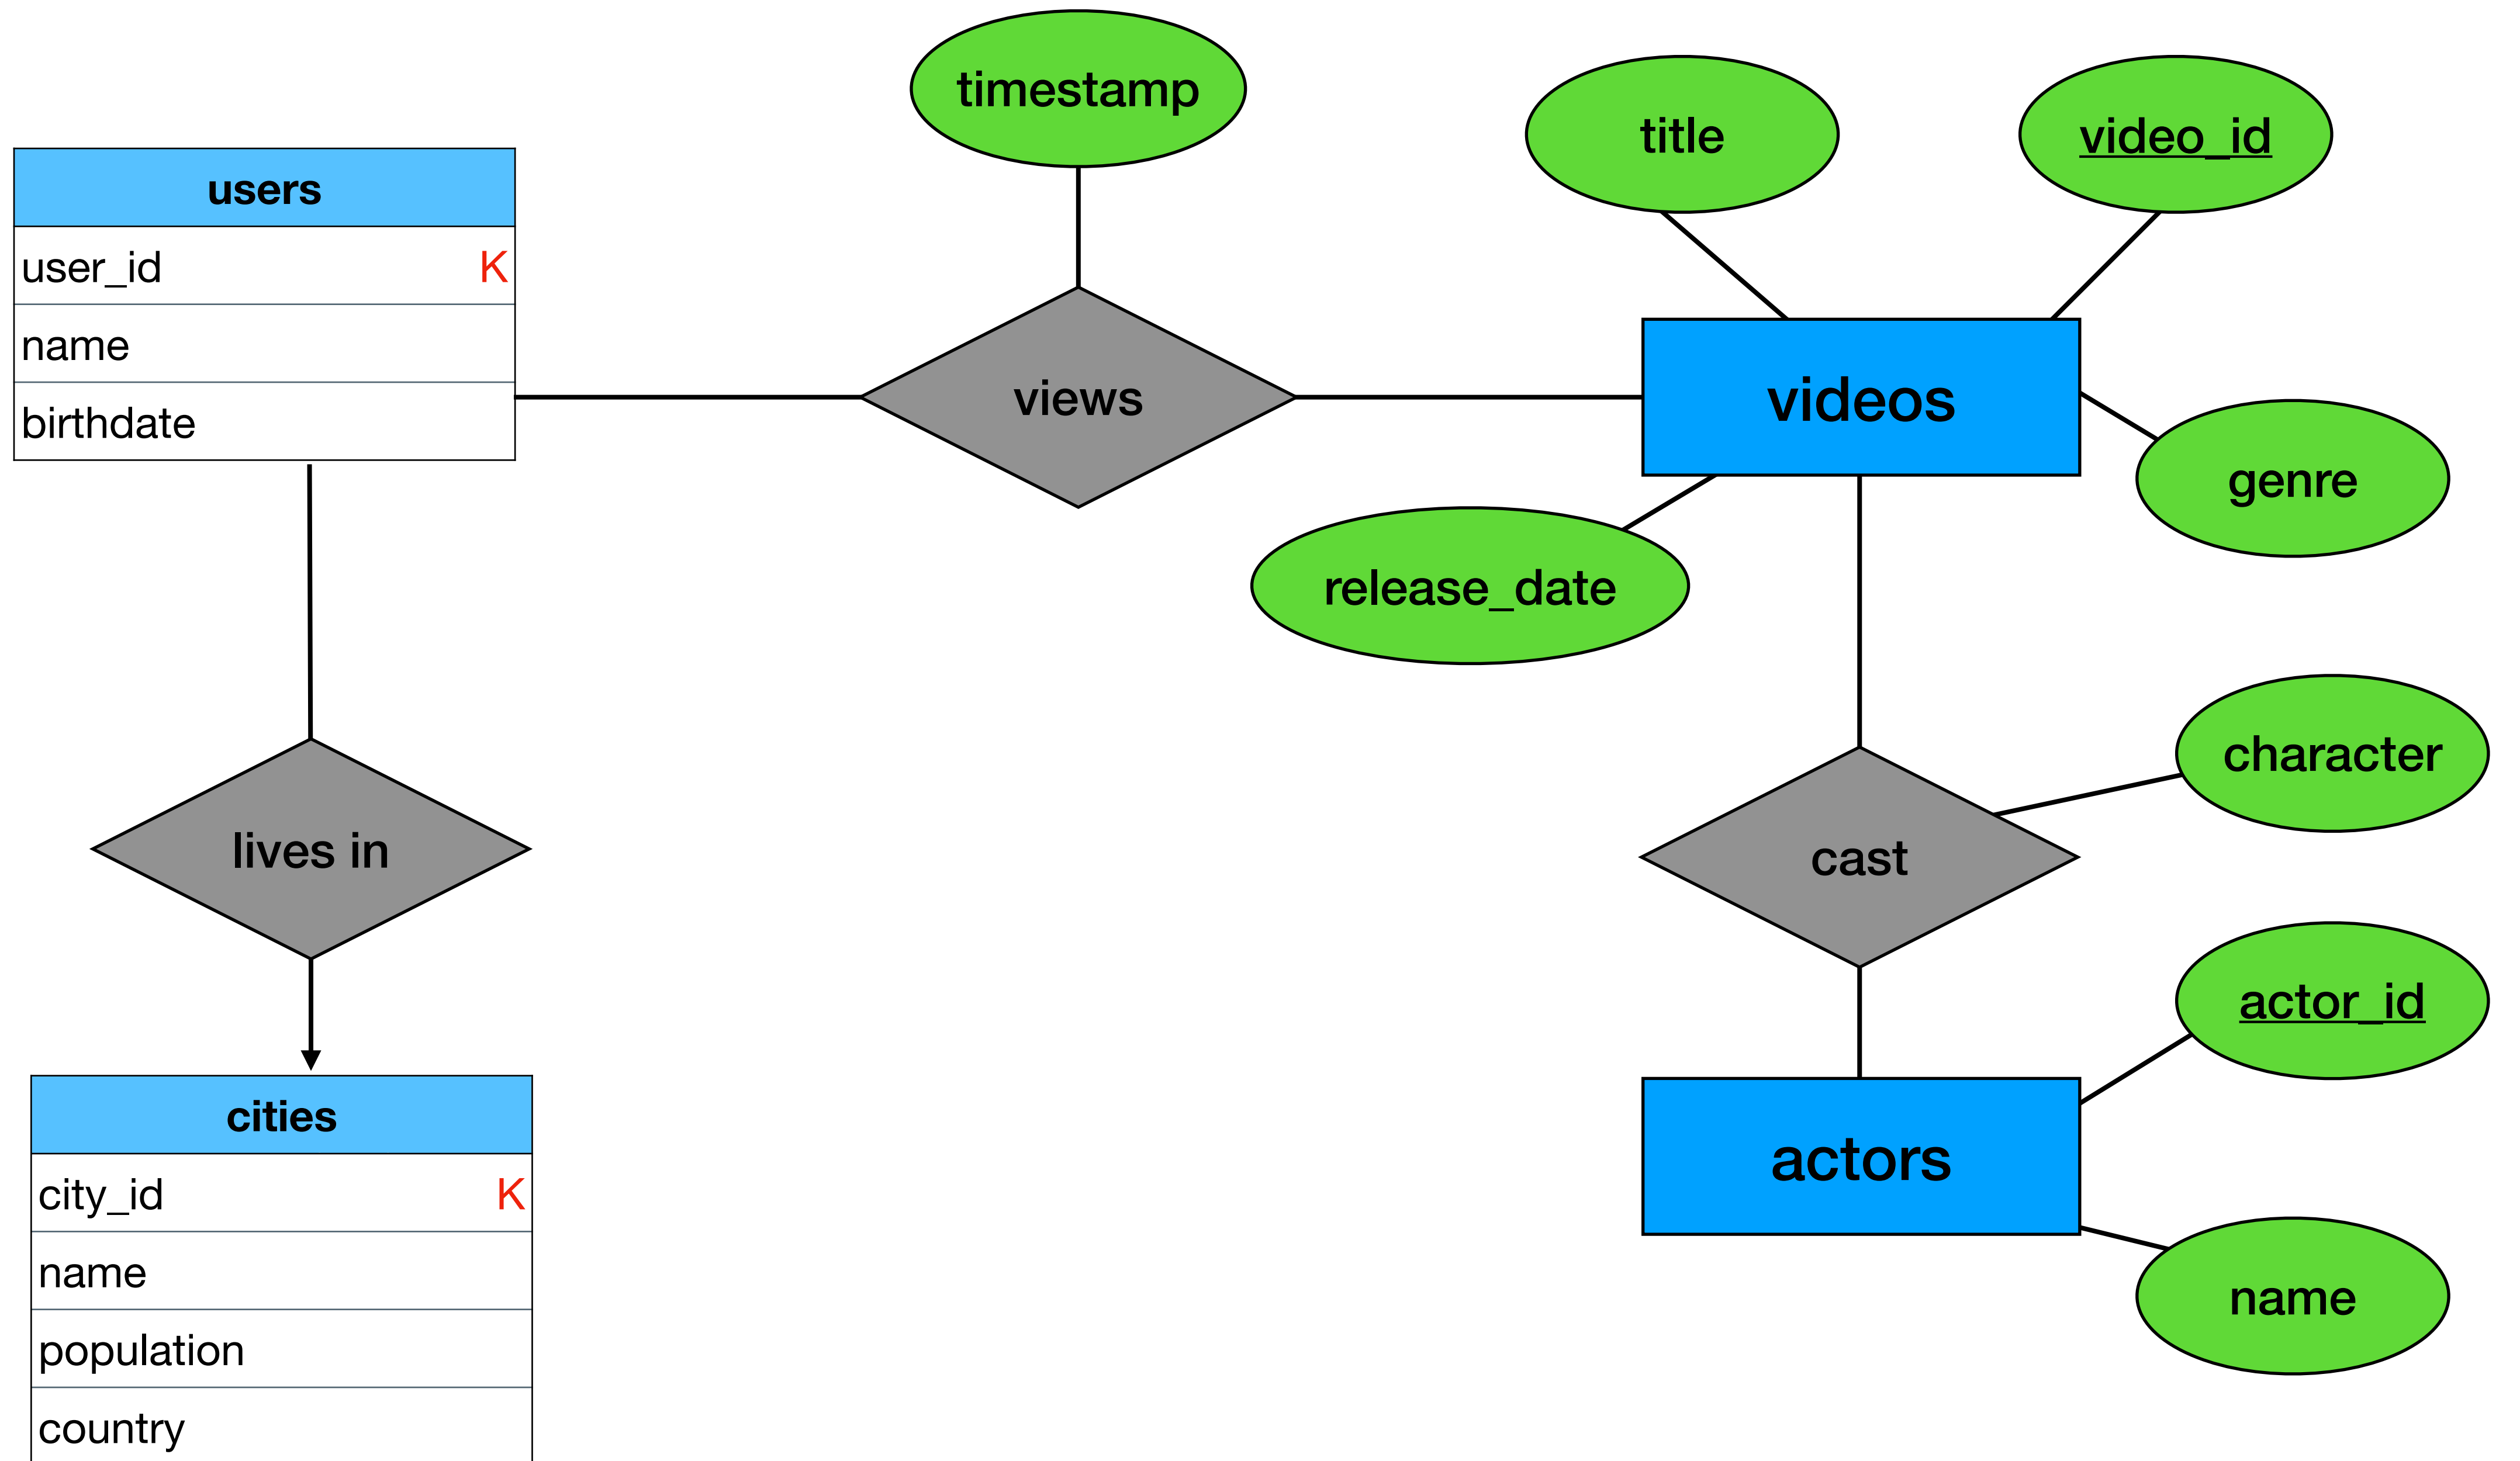 timestamp
title
video_id
users
user_id K
name
birthdate
views
videos
genre
release_date
character
lives in
cast
actor_id
cities
city_id K
name
population
country
actors
name